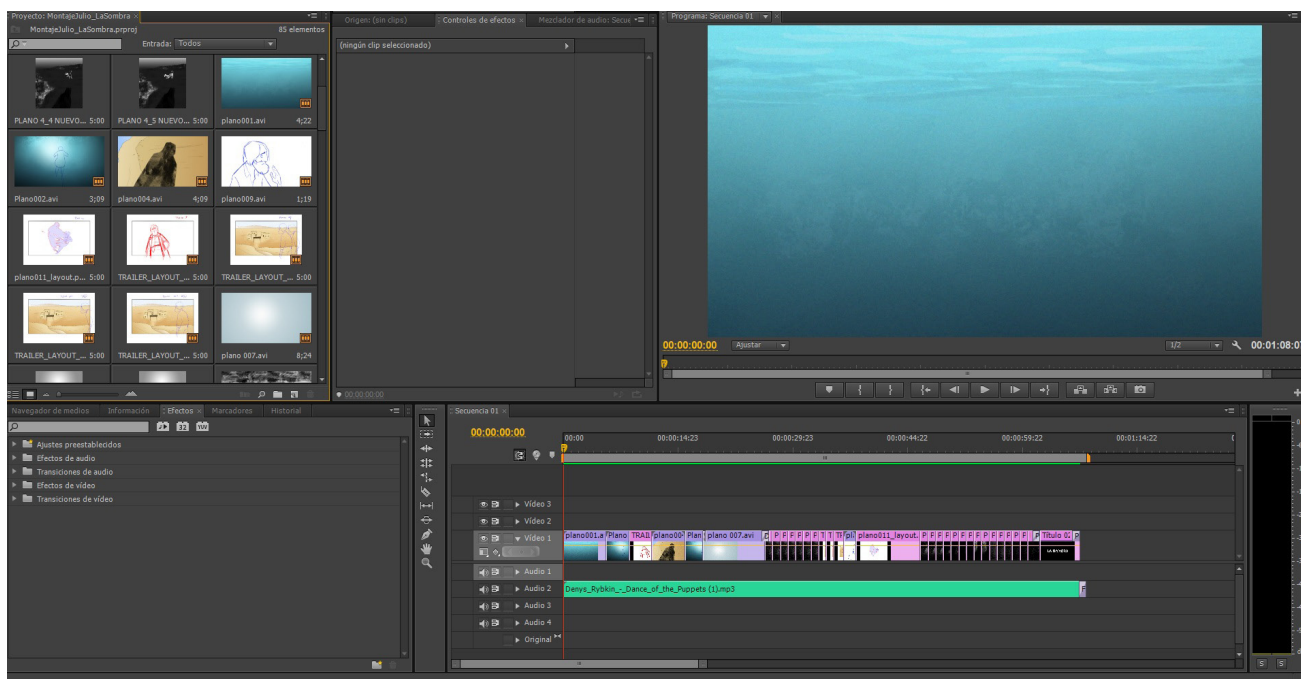 Proyecto: MontajeJulio_LaSombra
MontajeJulio_LaSombra.prproj
85 elementos
Entrada: Todos
PLANO 4_4 NUEVO... 5:00
PLANO 4_5 NUEVO... 5:00
plano001.avi 4;22
Plano002.avi 3;09
plano004.avi 4;09
plano009.avi 1;19
plano011_layout.p... 5:00
TRAILER_LAYOUT_... 5:00
TRAILER_LAYOUT_... 5:00
TRAILER_LAYOUT_... 5:00
TRAILER_LAYOUT_... 5:00
plano 007.avi 8;24
Origen: (sin clips)
Controles de efectos
Mezclador de audio: Secue
(ningún clip seleccionado)
00;00;00;00
Programa: Secuencia 01
00:00:00:00
Ajustar
1/2
00:01:08:0
Navegador de medios
Información
Efectos
Marcadores
Historial
32
YUV
Ajustes preestablecidos
Efectos de audio
Transiciones de audio
Efectos de vídeo
Transiciones de vídeo
Secuencia 01
00:00:00:00
00:00
00:00:14:23
00:00:29:23
00:00:44:22
00:00:59:22
00:01:14:22
Vídeo 3
Vídeo 2
Vídeo 1
plano001.a
Plano
TRAIL
plano00
Plan
plano 007.avi
P F F F F P F T T TF pl
plano011_layout.
P F F F F P F F F F P F
Título 02
P
Audio 1
Audio 2
Denys_Rybkin_-_Dance_of_the_Puppets (1).mp3
Audio 3
Audio 4
Original
S S